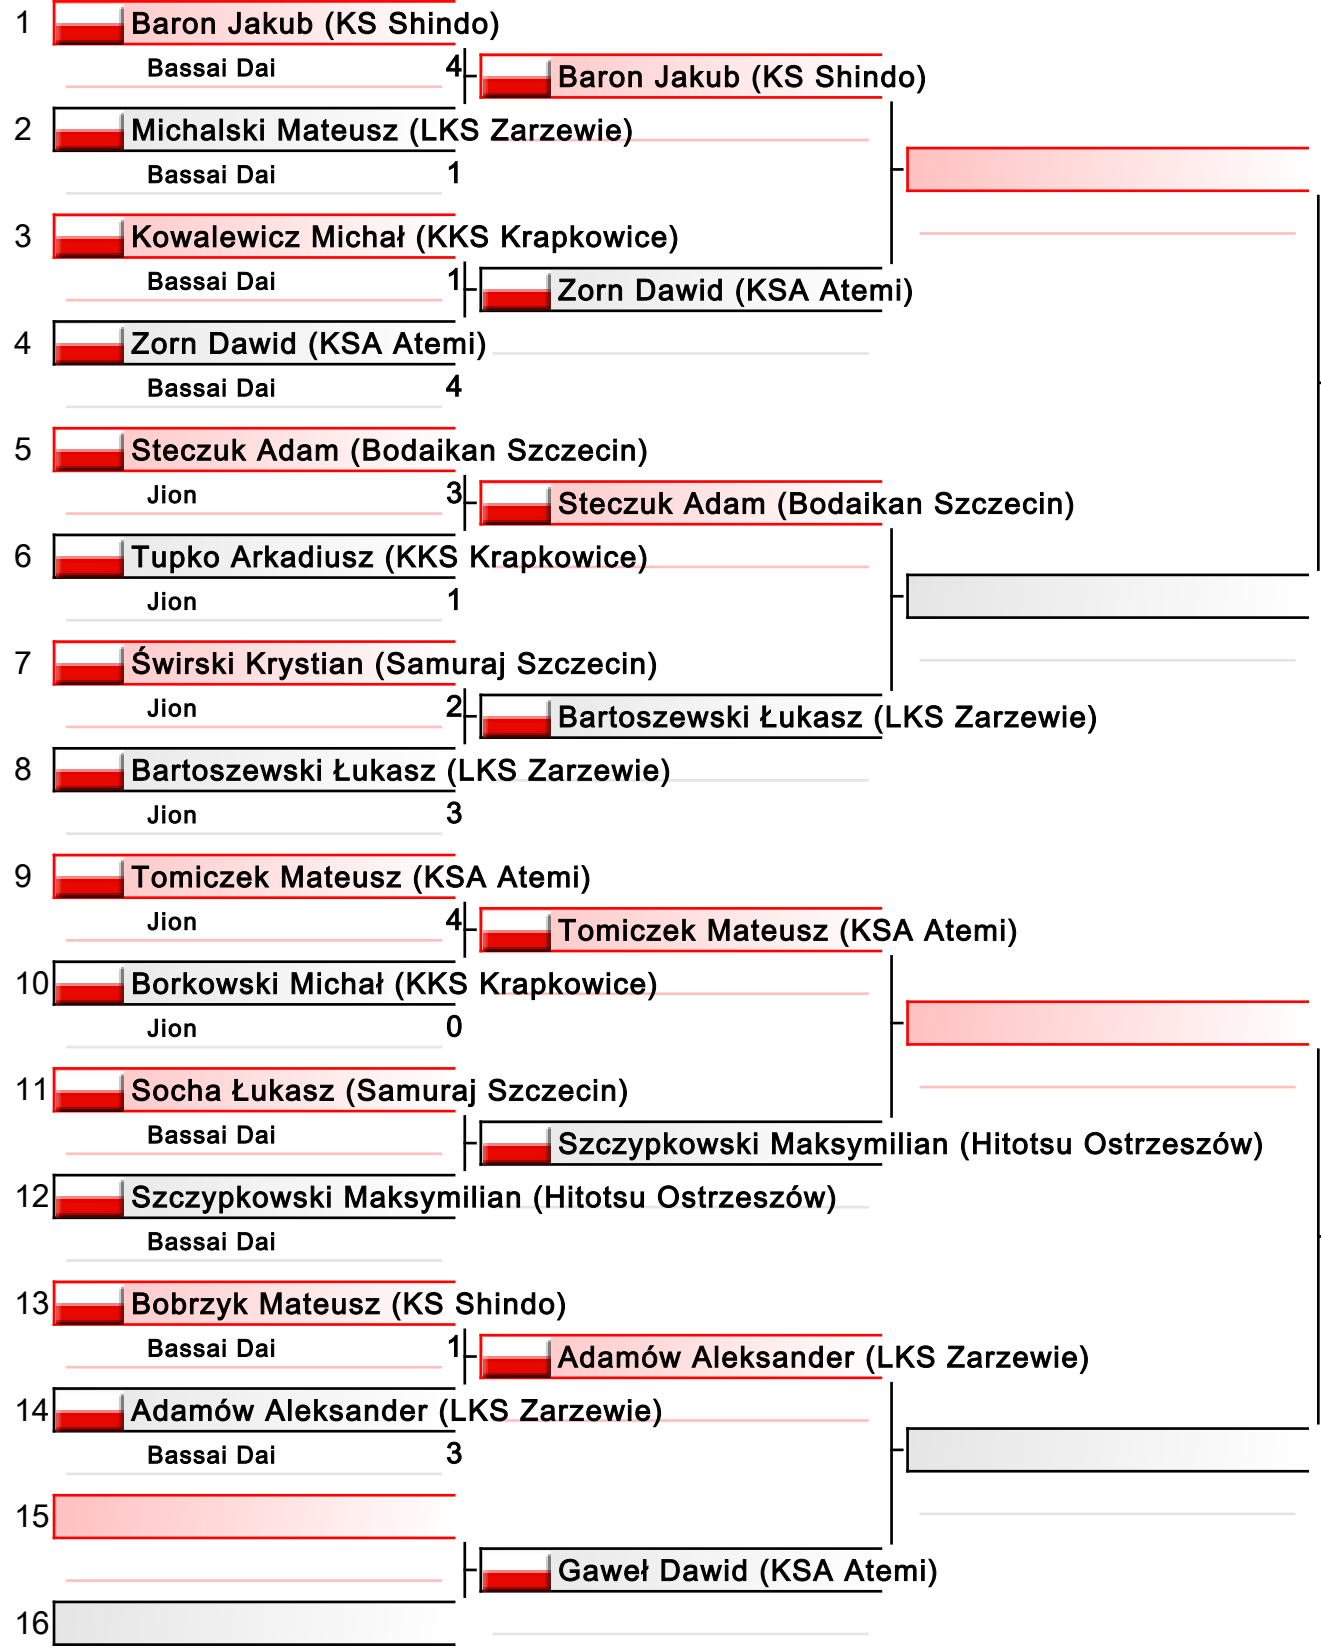 1 Baron Jakub (KS Shindo)
Bassai Dai 4
Baron Jakub (KS Shindo)
2 Michalski Mateusz (LKS Zarzewie)
Bassai Dai 1
3 Kowalewicz Michał (KKS Krapkowice)
Bassai Dai 1
Zorn Dawid (KSA Atemi)
4 Zorn Dawid (KSA Atemi)
Bassai Dai 4
5 Steczuk Adam (Bodaikan Szczecin)
Jion 3
Steczuk Adam (Bodaikan Szczecin)
6 Tupko Arkadiusz (KKS Krapkowice)
Jion 1
7 Świrski Krystian (Samuraj Szczecin)
Jion 2
Bartoszewski Łukasz (LKS Zarzewie)
8 Bartoszewski Łukasz (LKS Zarzewie)
Jion 3
9 Tomiczek Mateusz (KSA Atemi)
Jion 4
Tomiczek Mateusz (KSA Atemi)
10 Borkowski Michał (KKS Krapkowice)
Jion 0
11 Socha Łukasz (Samuraj Szczecin)
Bassai Dai
Szczypkowski Maksymilian (Hitotsu Ostrzeszów)
12 Szczypkowski Maksymilian (Hitotsu Ostrzeszów)
Bassai Dai
13 Bobrzyk Mateusz (KS Shindo)
Bassai Dai 1
Adamów Aleksander (LKS Zarzewie)
14 Adamów Aleksander (LKS Zarzewie)
Bassai Dai 3
15
Gaweł Dawid (KSA Atemi)
16